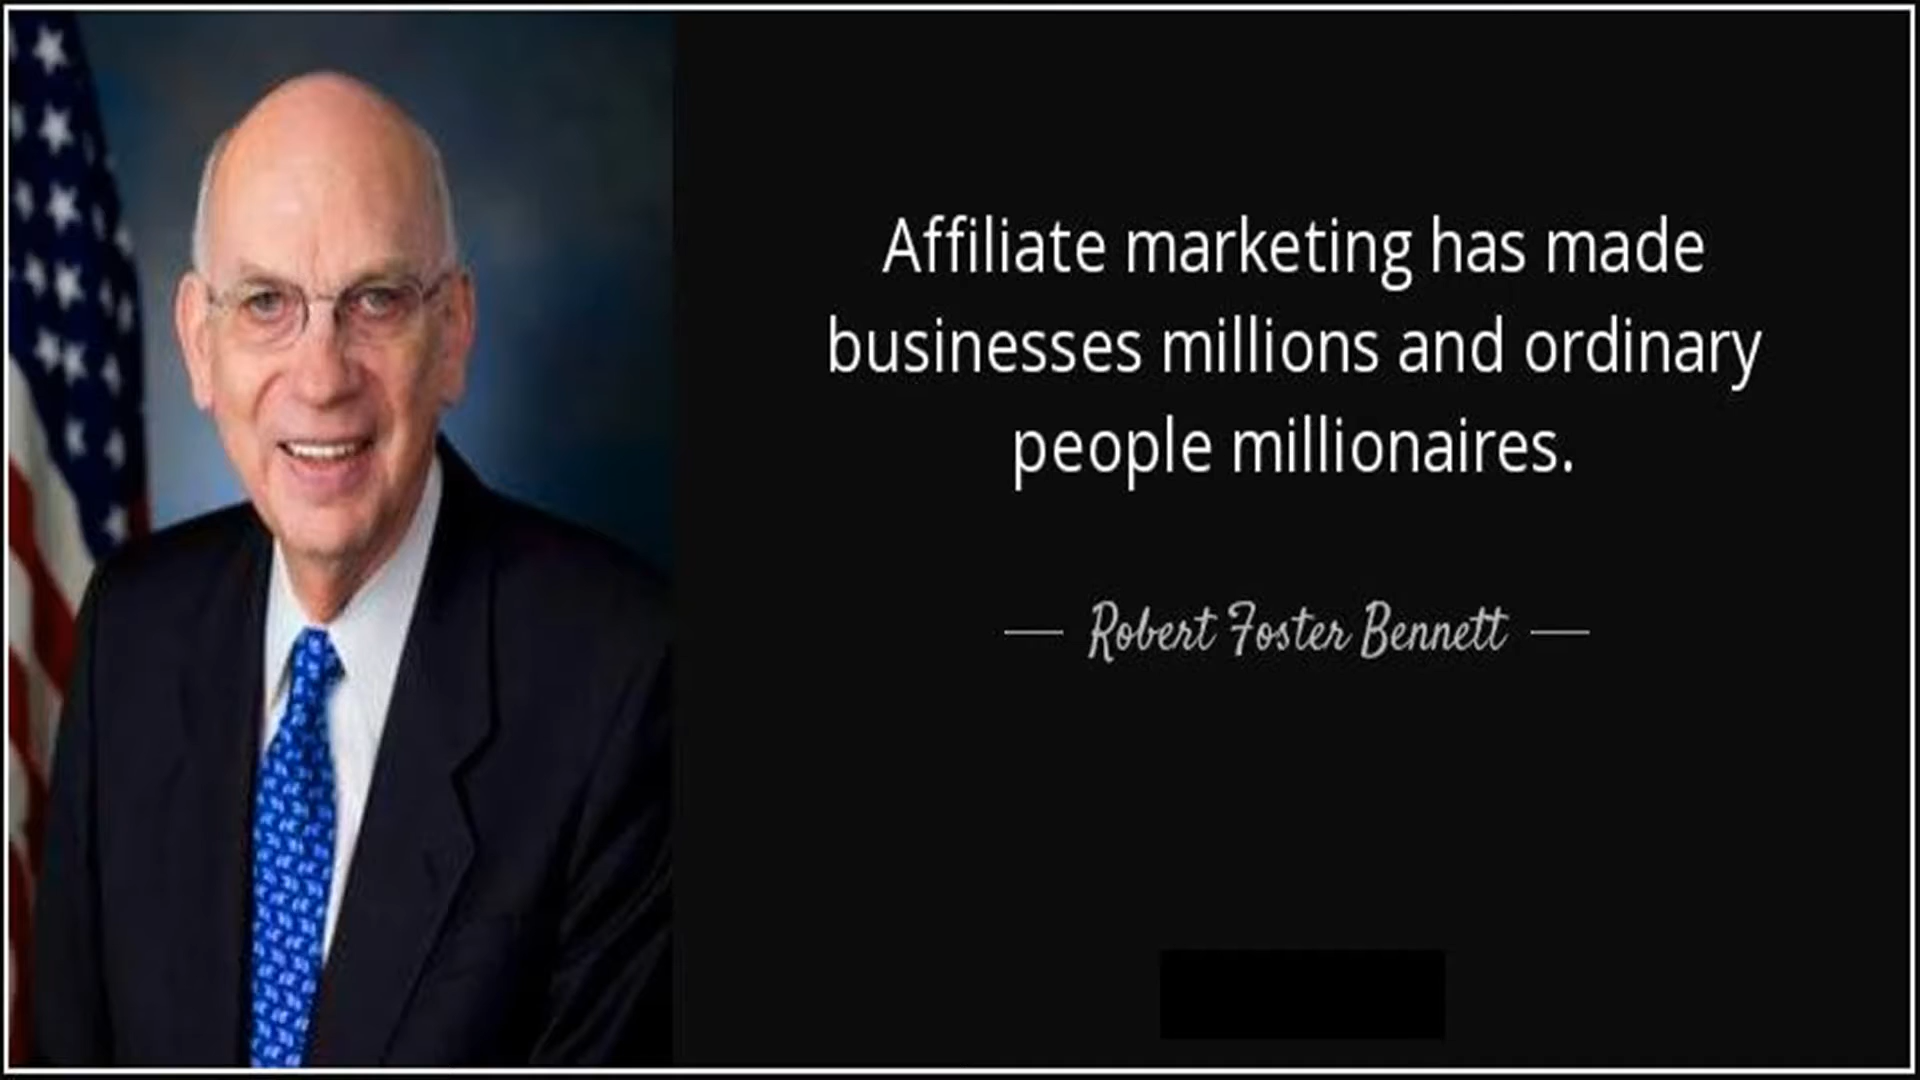 Affiliate marketing has made
businesses millions and ordinary
people millionaires.
— Robert Foster Bennett —